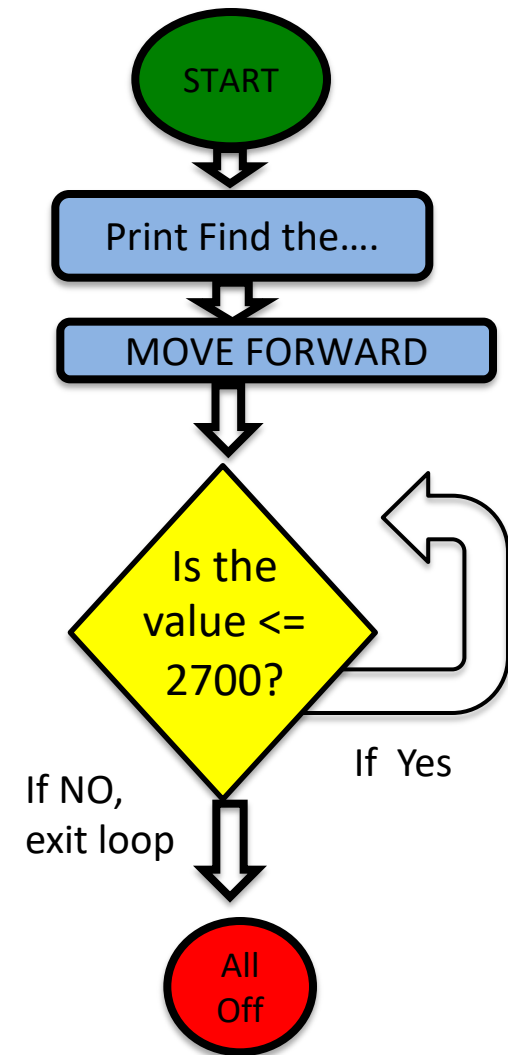 START
Print Find the....
MOVE FORWARD
Is the
value <=
2700?
If Yes
If NO,
exit loop
All
Off